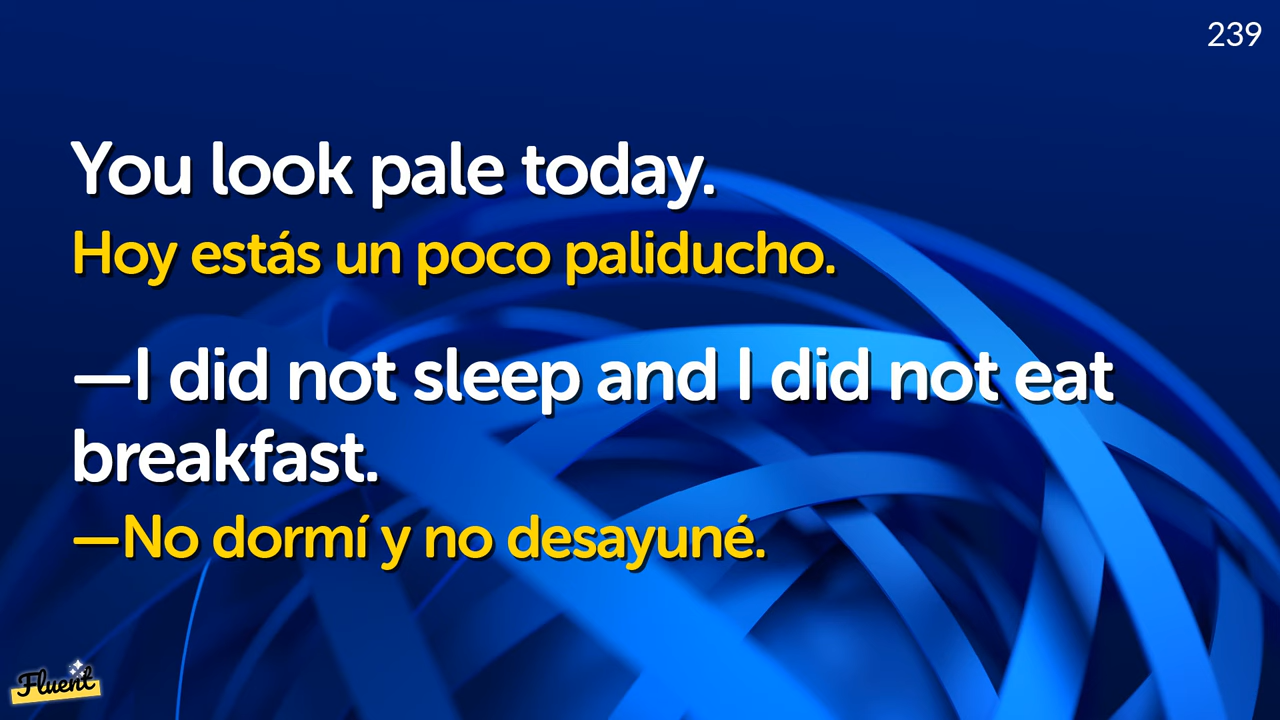 239
You look pale today.
Hoy estás un poco paliducho.
—I did not sleep and I did not eat
breakfast.
—No dormí y no desayuné.
Fluent